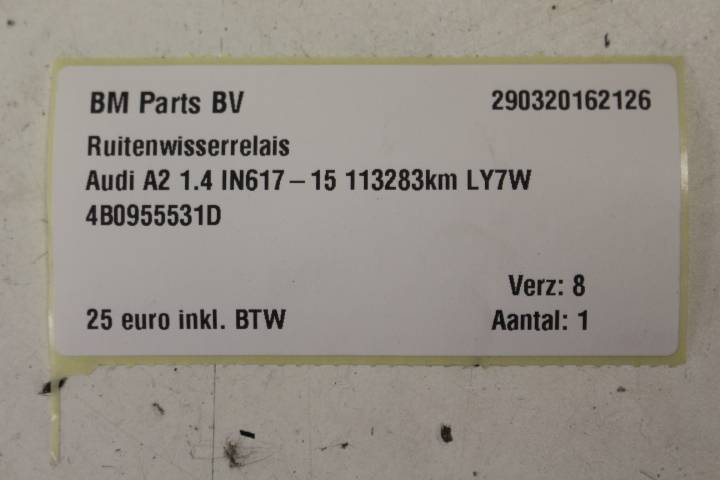 BM Parts BV 290320162126
Ruitenwisserrelais
Audi A2 1.4 IN617-15 113283km LY7W
4B0955531D
Verz: 8
25 euro inkl. BTW Aantal: 1